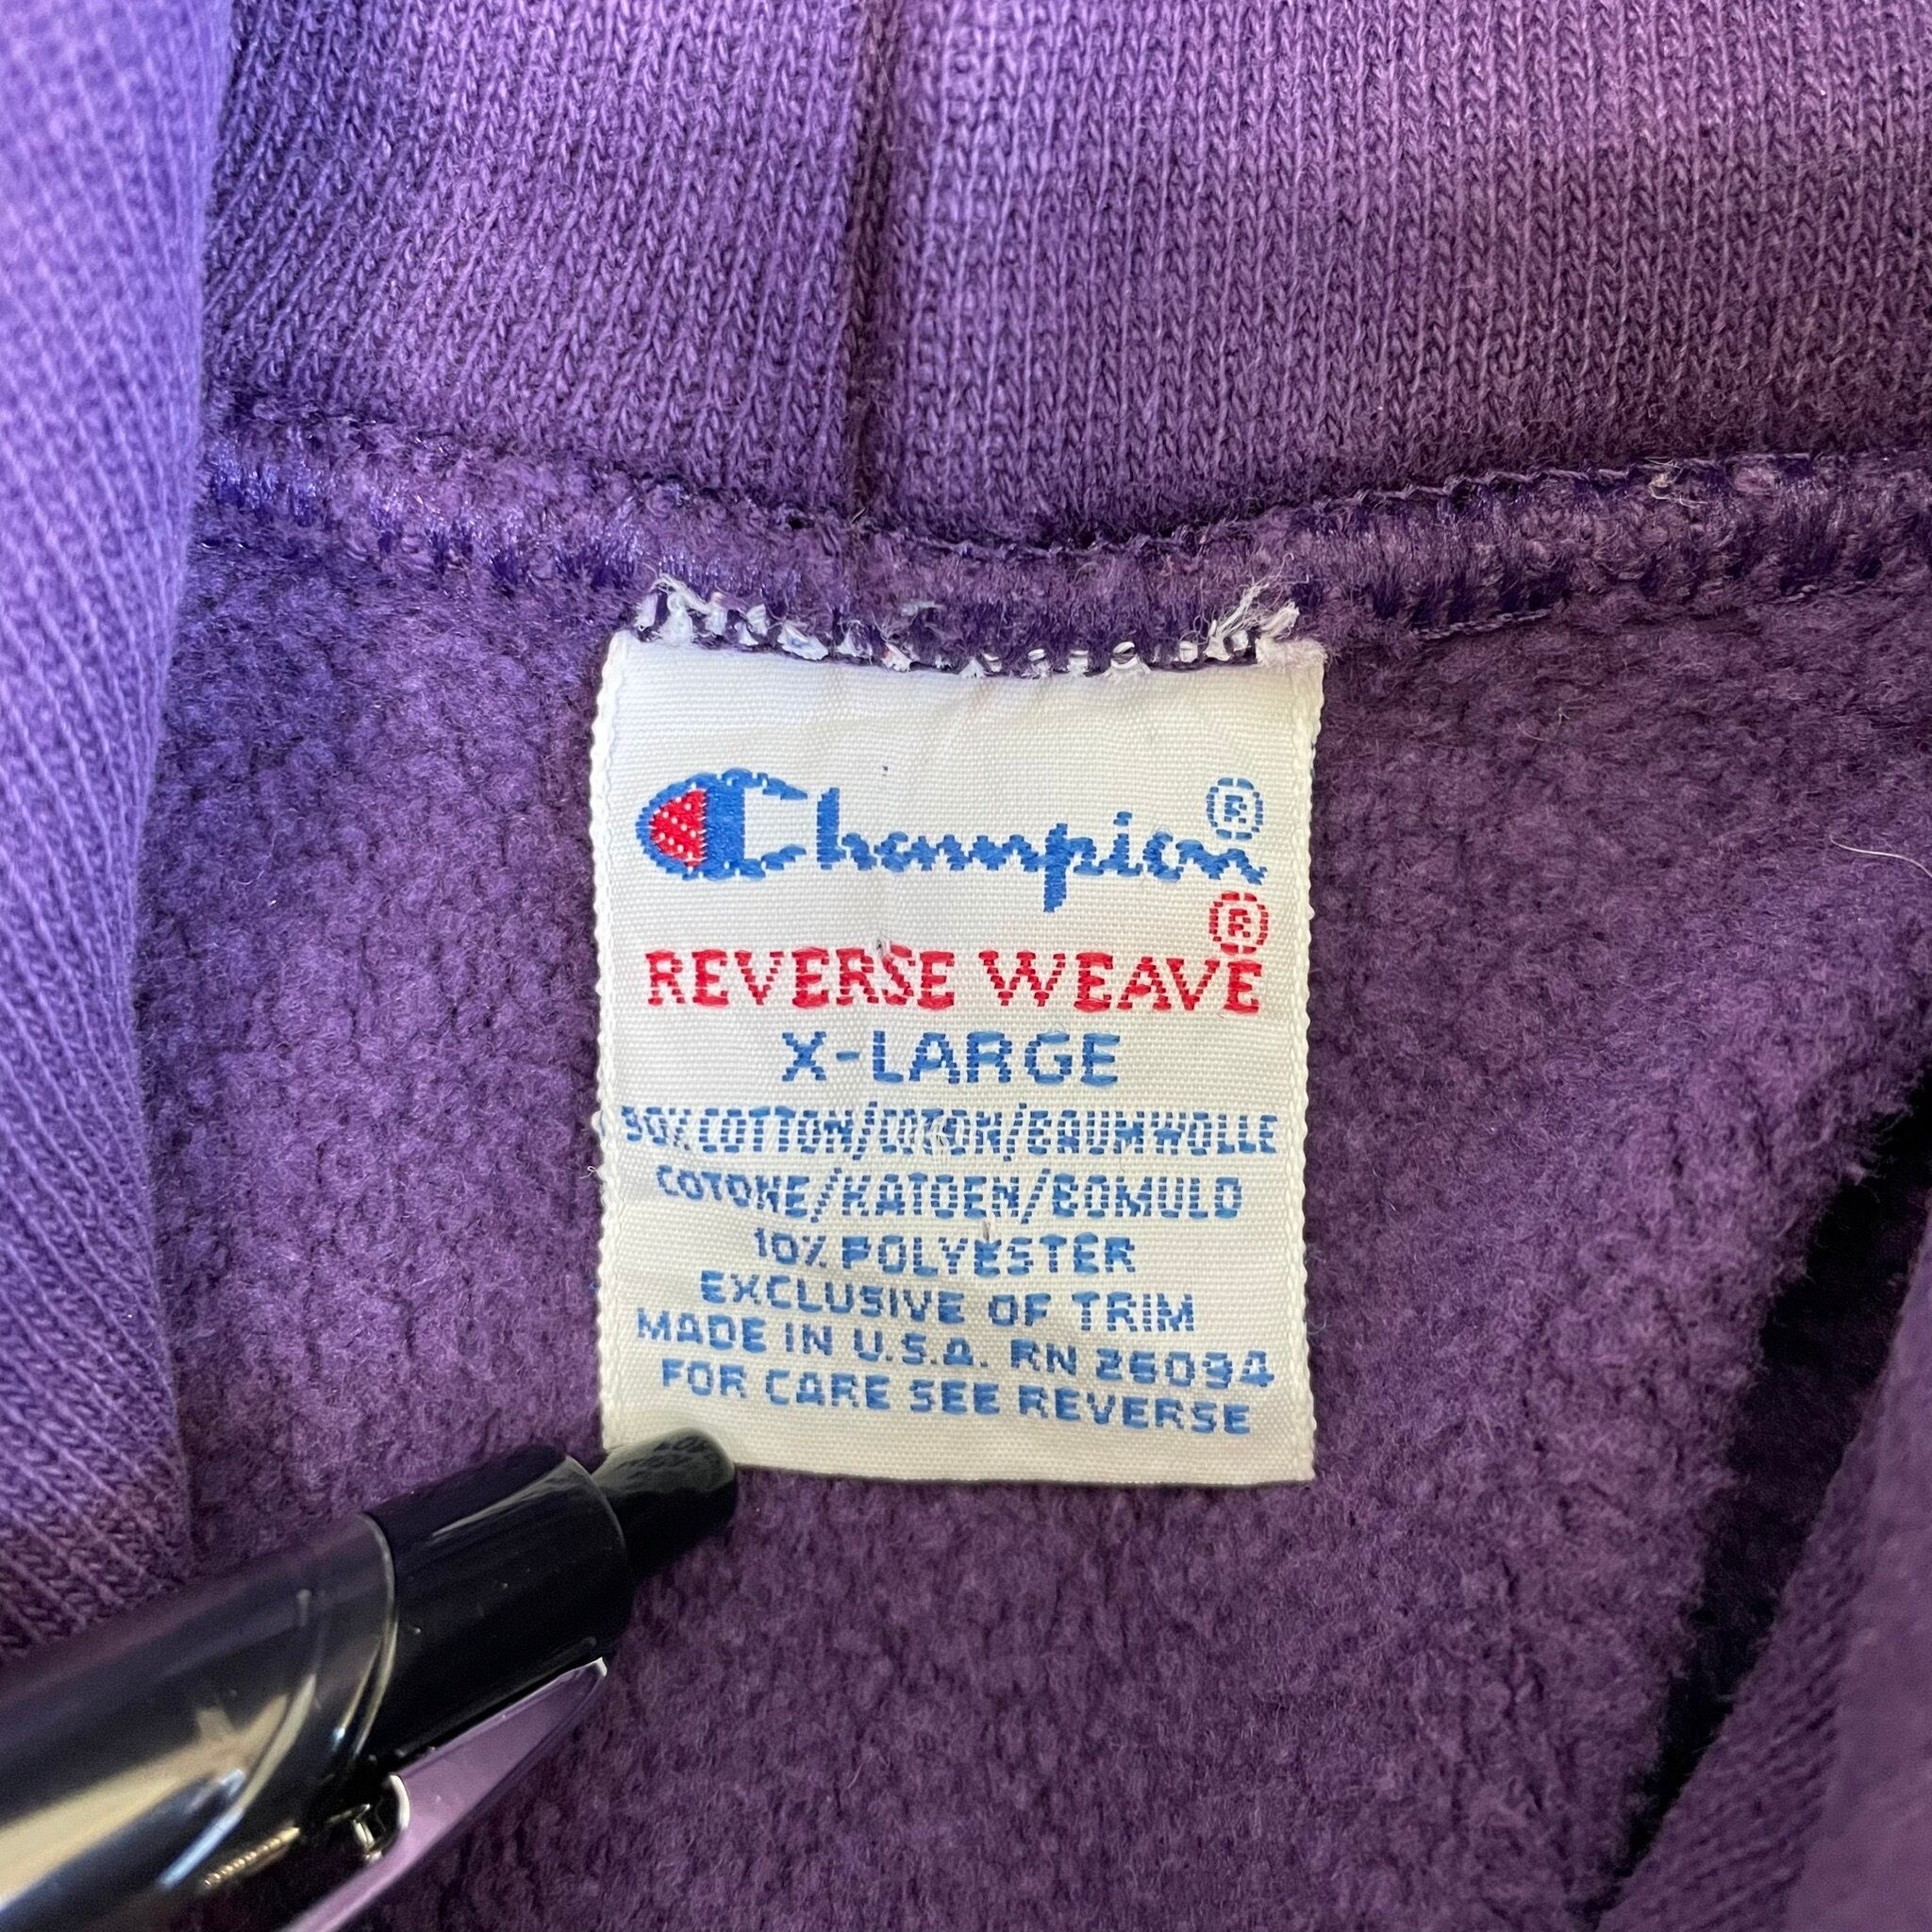 Champion®
REVERSE WEAVE®
X-LARGE
90% COTTON/COTON/BAUMWOLLE
COTONE/KATOEN/BOMULD
10% POLYESTER
EXCLUSIVE OF TRIM
MADE IN U.S.A. RN 26094
FOR CARE SEE REVERSE